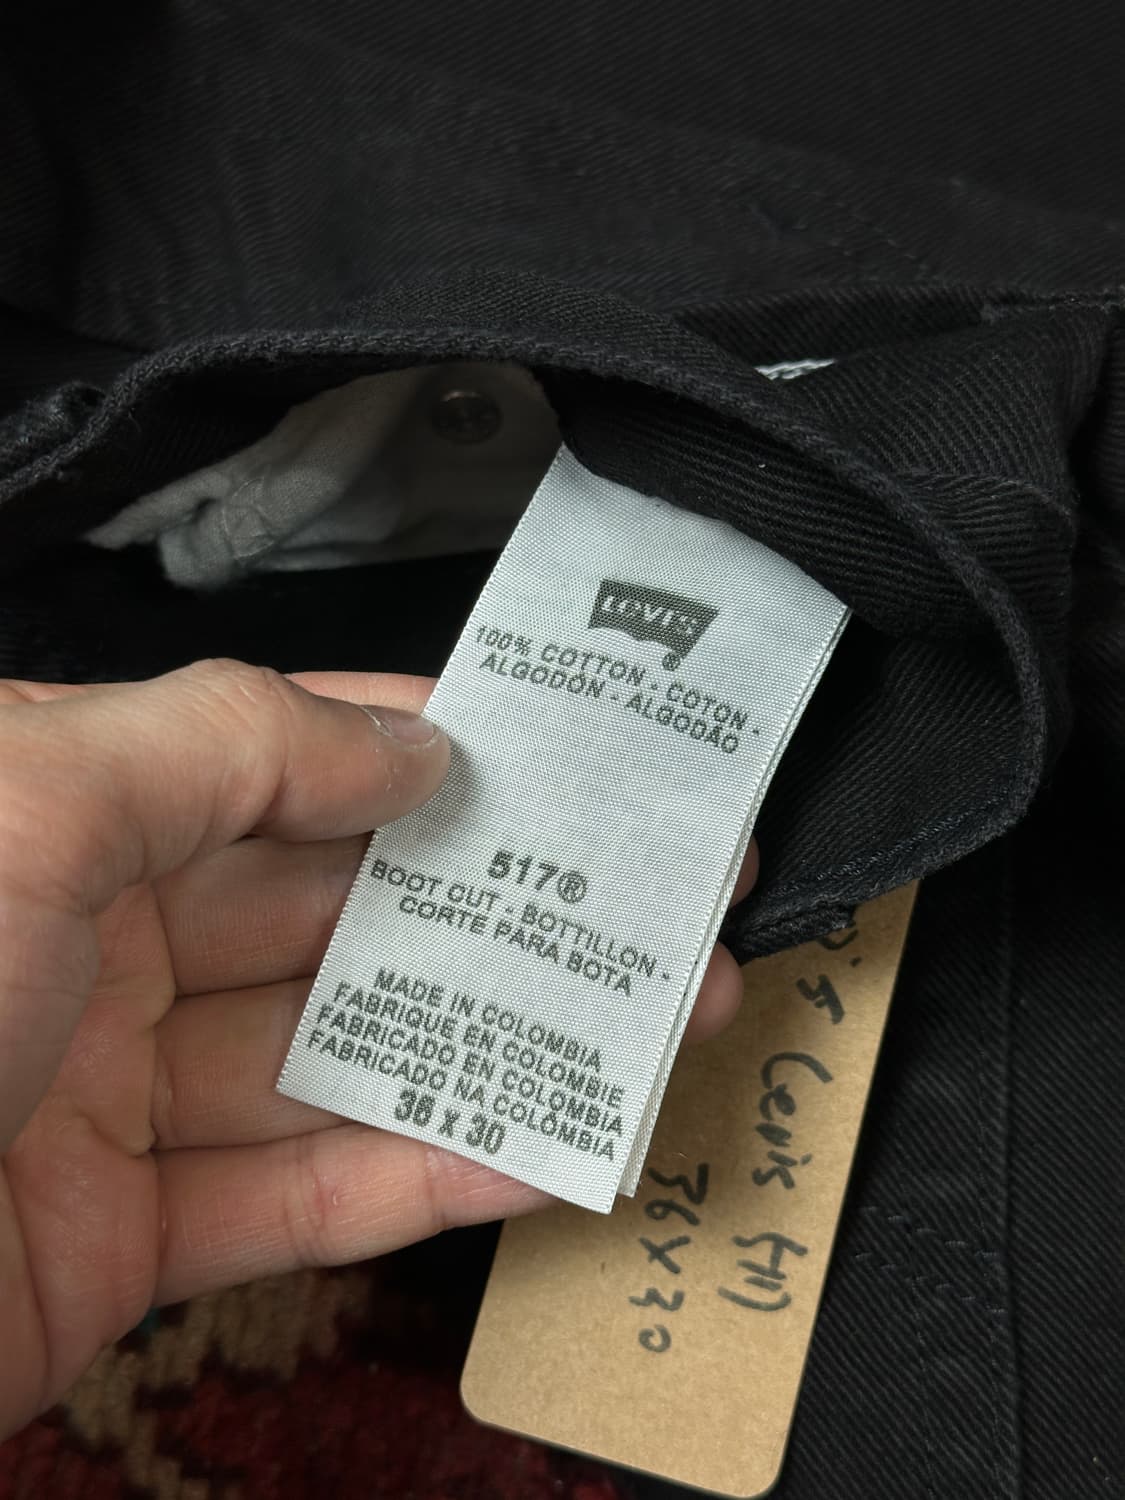 LEVI'S
®
100% COTTON - COTON -
ALGODÓN - ALGODÃO
517®
BOOT CUT - BOTTILLON -
CORTE PARA BOTA
MADE IN COLOMBIA
FABRIQUE EN COLOMBIE
FABRICADO EN COLOMBIA
FABRICADO NA COLÔMBIA
36 x 30
Levis
36x30